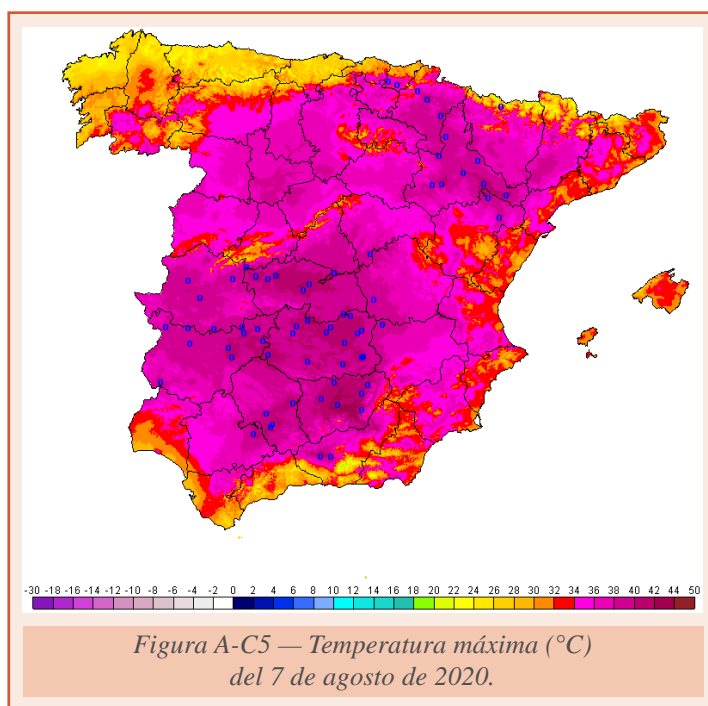 -30 -18 -16 -14 -12 -10 -8 -6 -4 -2 0 2 4 6 8 10 12 14 16 18 20 22 24 26 28 30 32 34 36 38 40 42 44 46 48 50
Figura A-C5 — Temperatura máxima (°C)
del 7 de agosto de 2020.